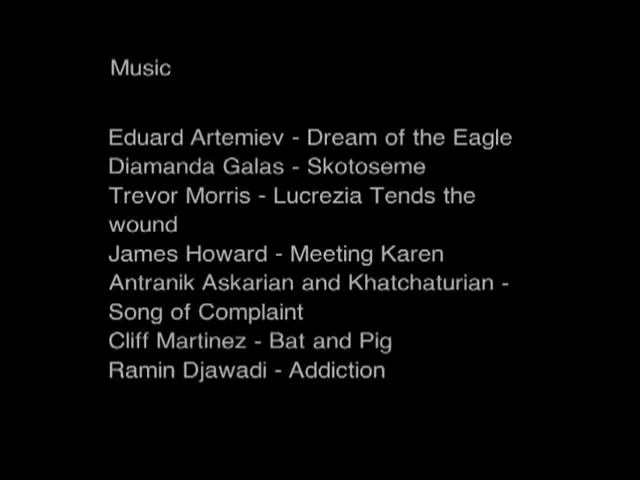 Music
Eduard Artemiev - Dream of the Eagle
Diamanda Galas - Skotoseme
Trevor Morris - Lucrezia Tends the
wound
James Howard - Meeting Karen
Antranik Askarian and Khatchaturian -
Song of Complaint
Cliff Martinez - Bat and Pig
Ramin Djawadi - Addiction